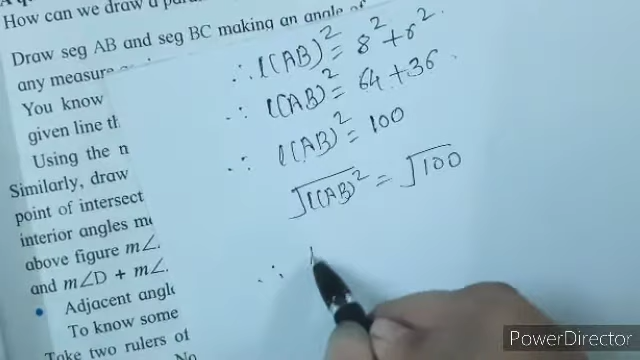 How can we draw a
Draw seg AB and seg BC making an angle of
any measure
You know
given line
Using the
Similarly, draw
point of intersect
interior angles
above figure m∠
and m∠D + m∠
• Adjacent angl
To know some
Take two rulers of
No
∴ l(AB)² = 8² + 6².
∴ l(AB)² = 64 + 36.
∴ l(AB)² = 100
√l(AB)² = √100
∴
PowerDirector